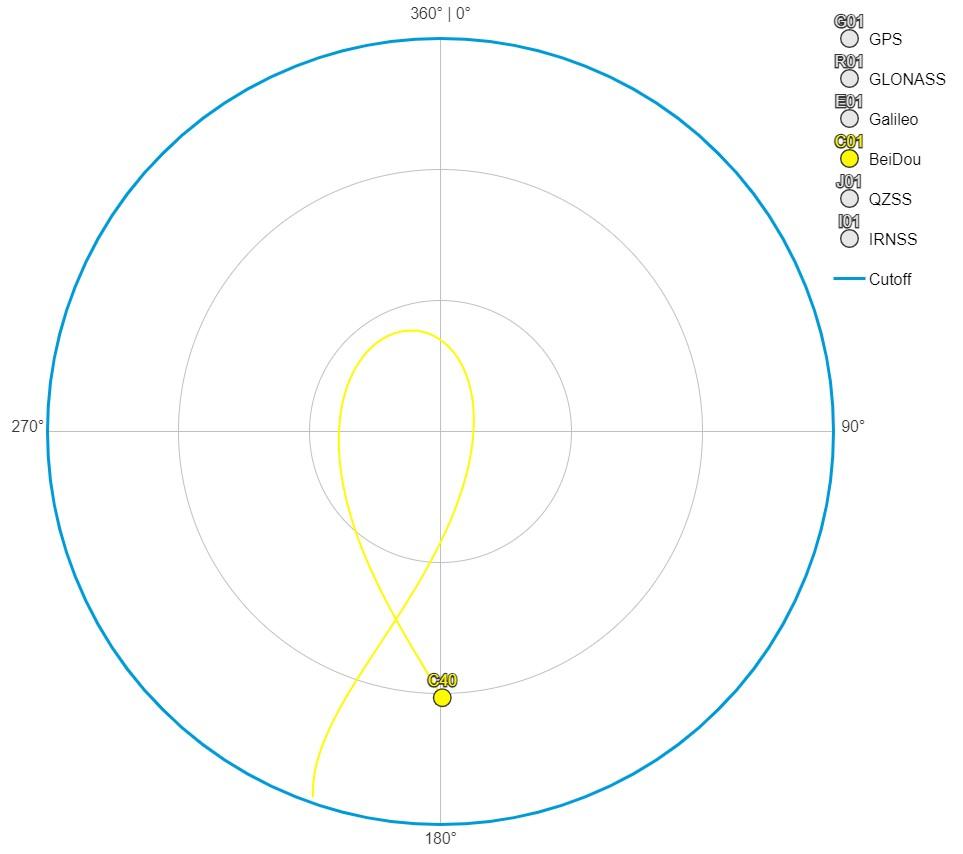 360° | 0°
G01
GPS
R01
GLONASS
E01
Galileo
C01
BeiDou
J01
QZSS
I01
IRNSS
Cutoff
270°
90°
C40
180°